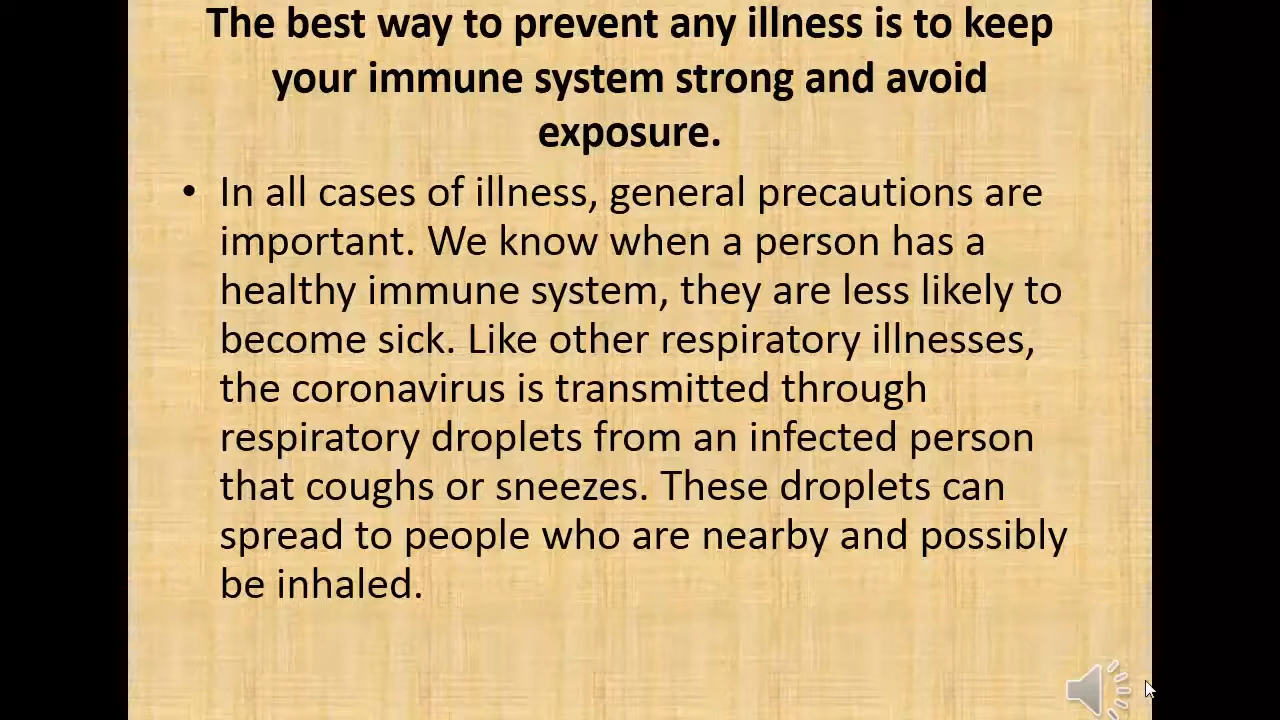 The best way to prevent any illness is to keep
your immune system strong and avoid
exposure.
• In all cases of illness, general precautions are
important. We know when a person has a
healthy immune system, they are less likely to
become sick. Like other respiratory illnesses,
the coronavirus is transmitted through
respiratory droplets from an infected person
that coughs or sneezes. These droplets can
spread to people who are nearby and possibly
be inhaled.